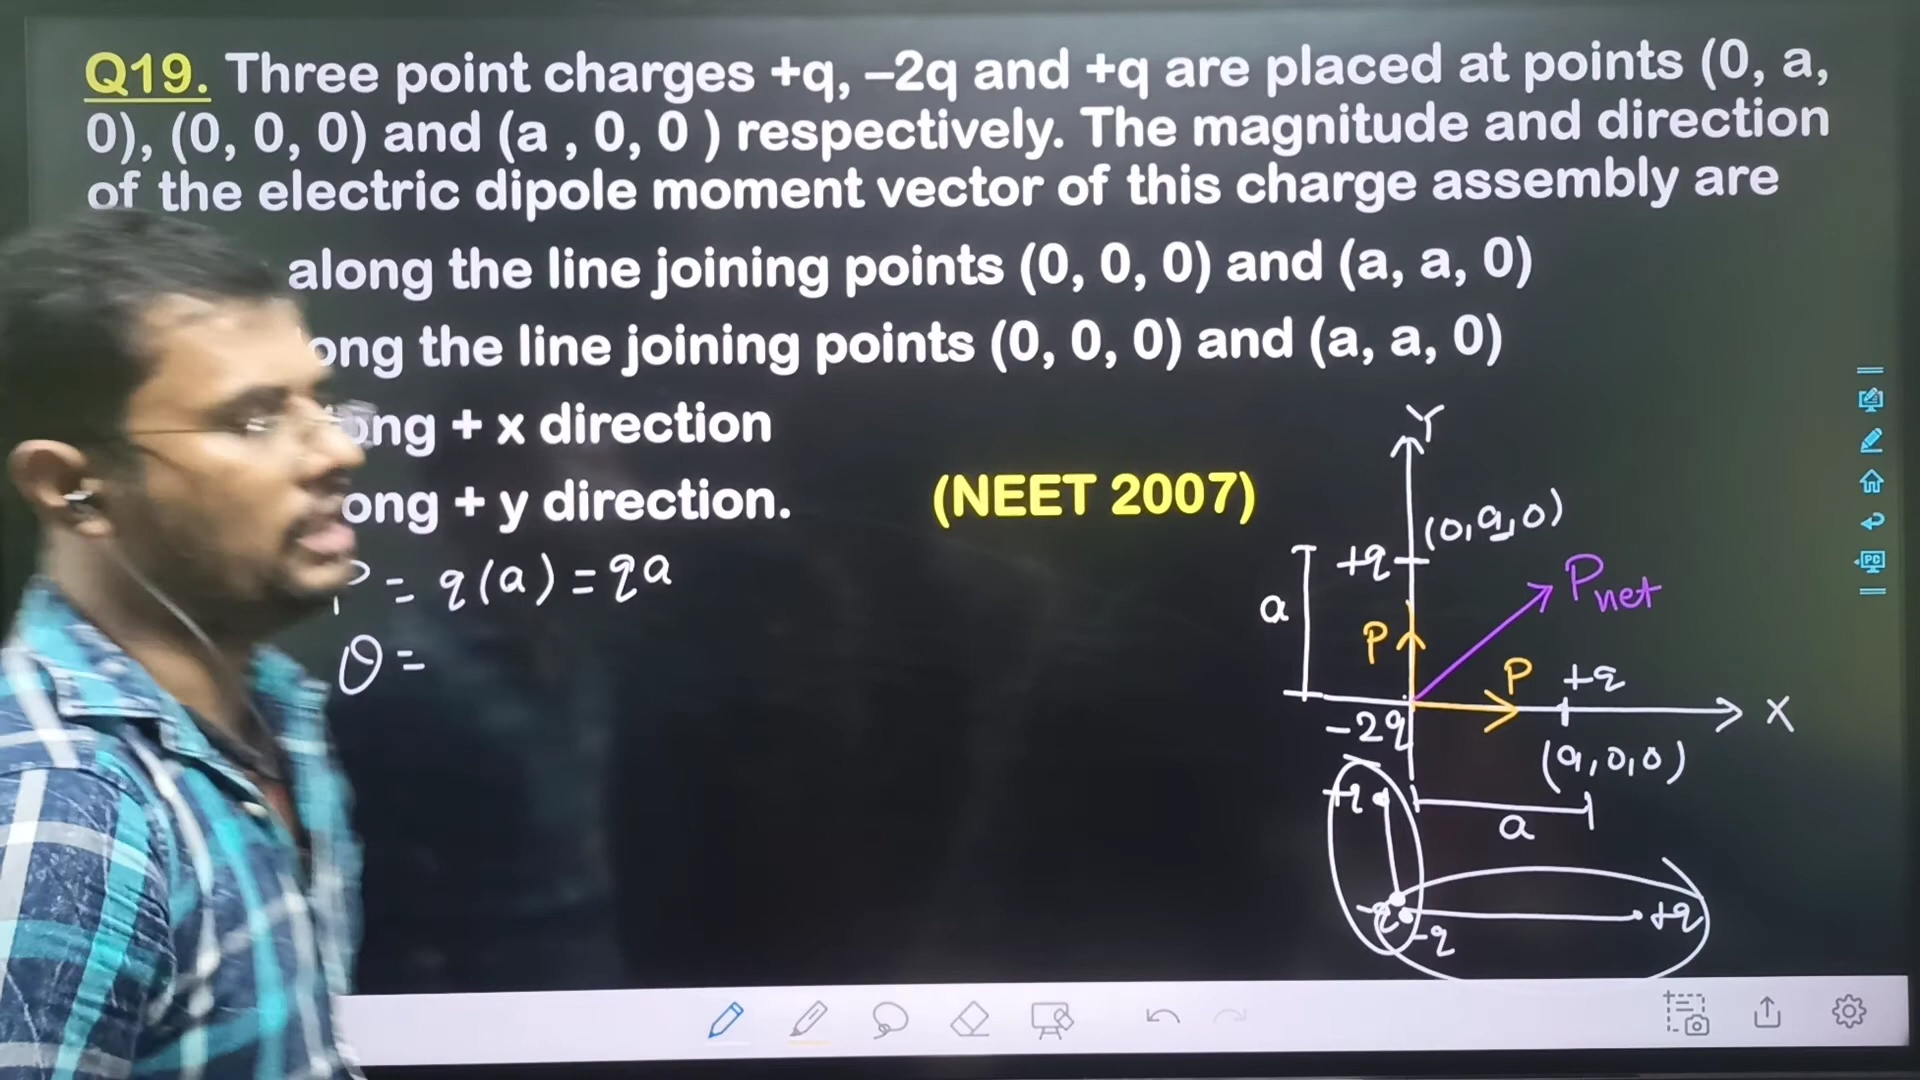 Q19. Three point charges +q, –2q and +q are placed at points (0, a,
0), (0, 0, 0) and (a , 0, 0 ) respectively. The magnitude and direction
of the electric dipole moment vector of this charge assembly are
along the line joining points (0, 0, 0) and (a, a, 0)
ong the line joining points (0, 0, 0) and (a, a, 0)
ong + x direction
ong + y direction.
(NEET 2007)
P = q(a) = qa
θ =
Y
(0,a,0)
+q
a
P
Pnet
P
+q
X
-2q
(a,0,0)
+q
a
-q
-q
+q
PC